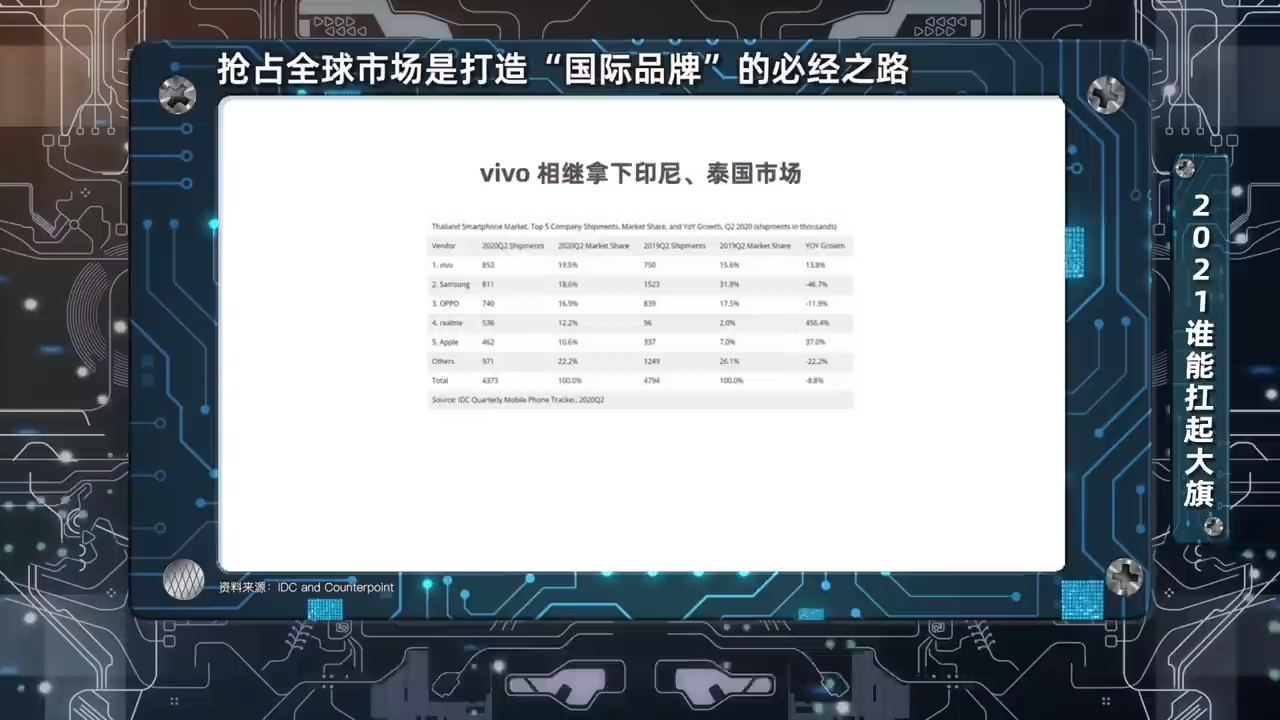 抢占全球市场是打造“国际品牌”的必经之路
vivo 相继拿下印尼、泰国市场
Thailand Smartphone Market, Top 5 Company Shipments, Market Share, and YoY Growth, Q2 2020 (shipments in thousands)
Vendor 2020Q2 Shipments 2020Q2 Market Share 2019Q2 Shipments 2019Q2 Market Share YOY Growth
1. vivo 853 19.5% 750 15.6% 13.8%
2. Samsung 811 18.6% 1523 31.8% -46.7%
3. OPPO 740 16.9% 839 17.5% -11.9%
4. realme 536 12.2% 96 2.0% 456.4%
5. Apple 462 10.6% 337 7.0% 37.0%
Others 971 22.2% 1249 26.1% -22.2%
Total 4373 100.0% 4794 100.0% -8.8%
Source: IDC Quarterly Mobile Phone Tracker, 2020Q2
资料来源：IDC and Counterpoint
2021谁能扛起大旗